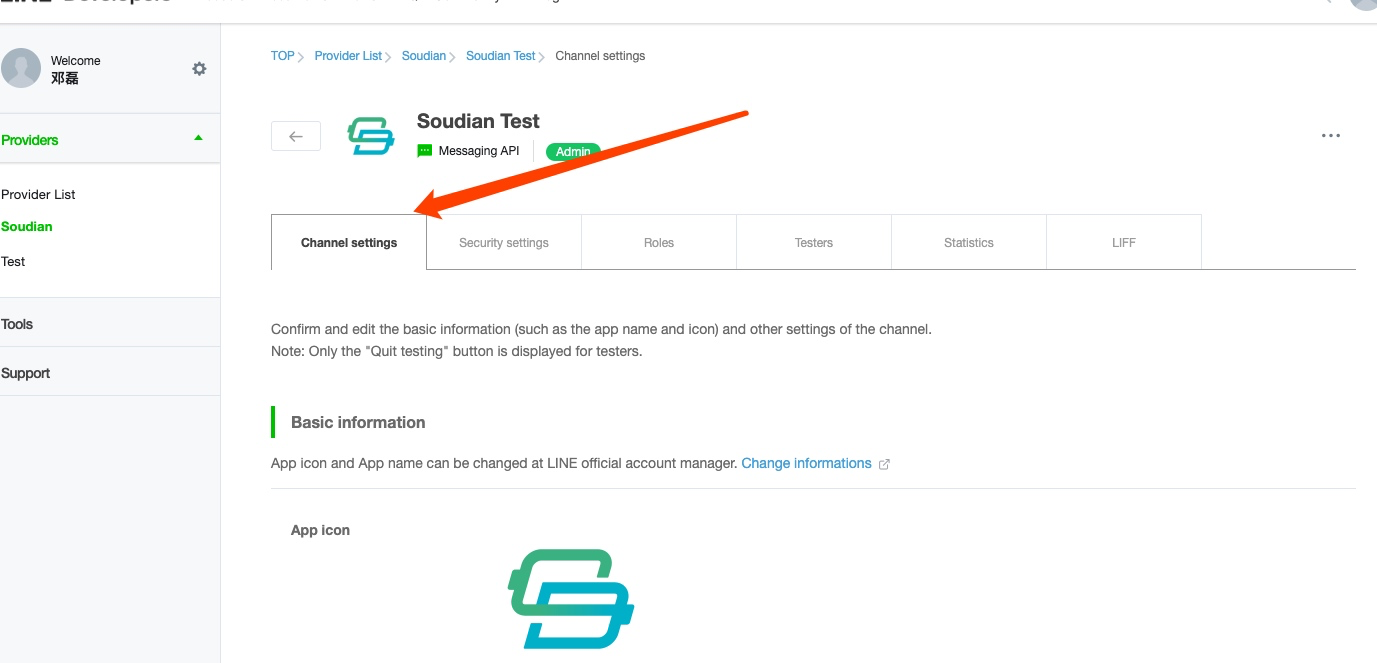 LINE Developers
Welcome
邓磊
Providers
Provider List
Soudian
Test
Tools
Support
TOP
Provider List
Soudian
Soudian Test
Channel settings
Soudian Test
Messaging API
Admin
Channel settings
Security settings
Roles
Testers
Statistics
LIFF
Confirm and edit the basic information (such as the app name and icon) and other settings of the channel.
Note: Only the "Quit testing" button is displayed for testers.
Basic information
App icon and App name can be changed at LINE official account manager. Change informations
App icon